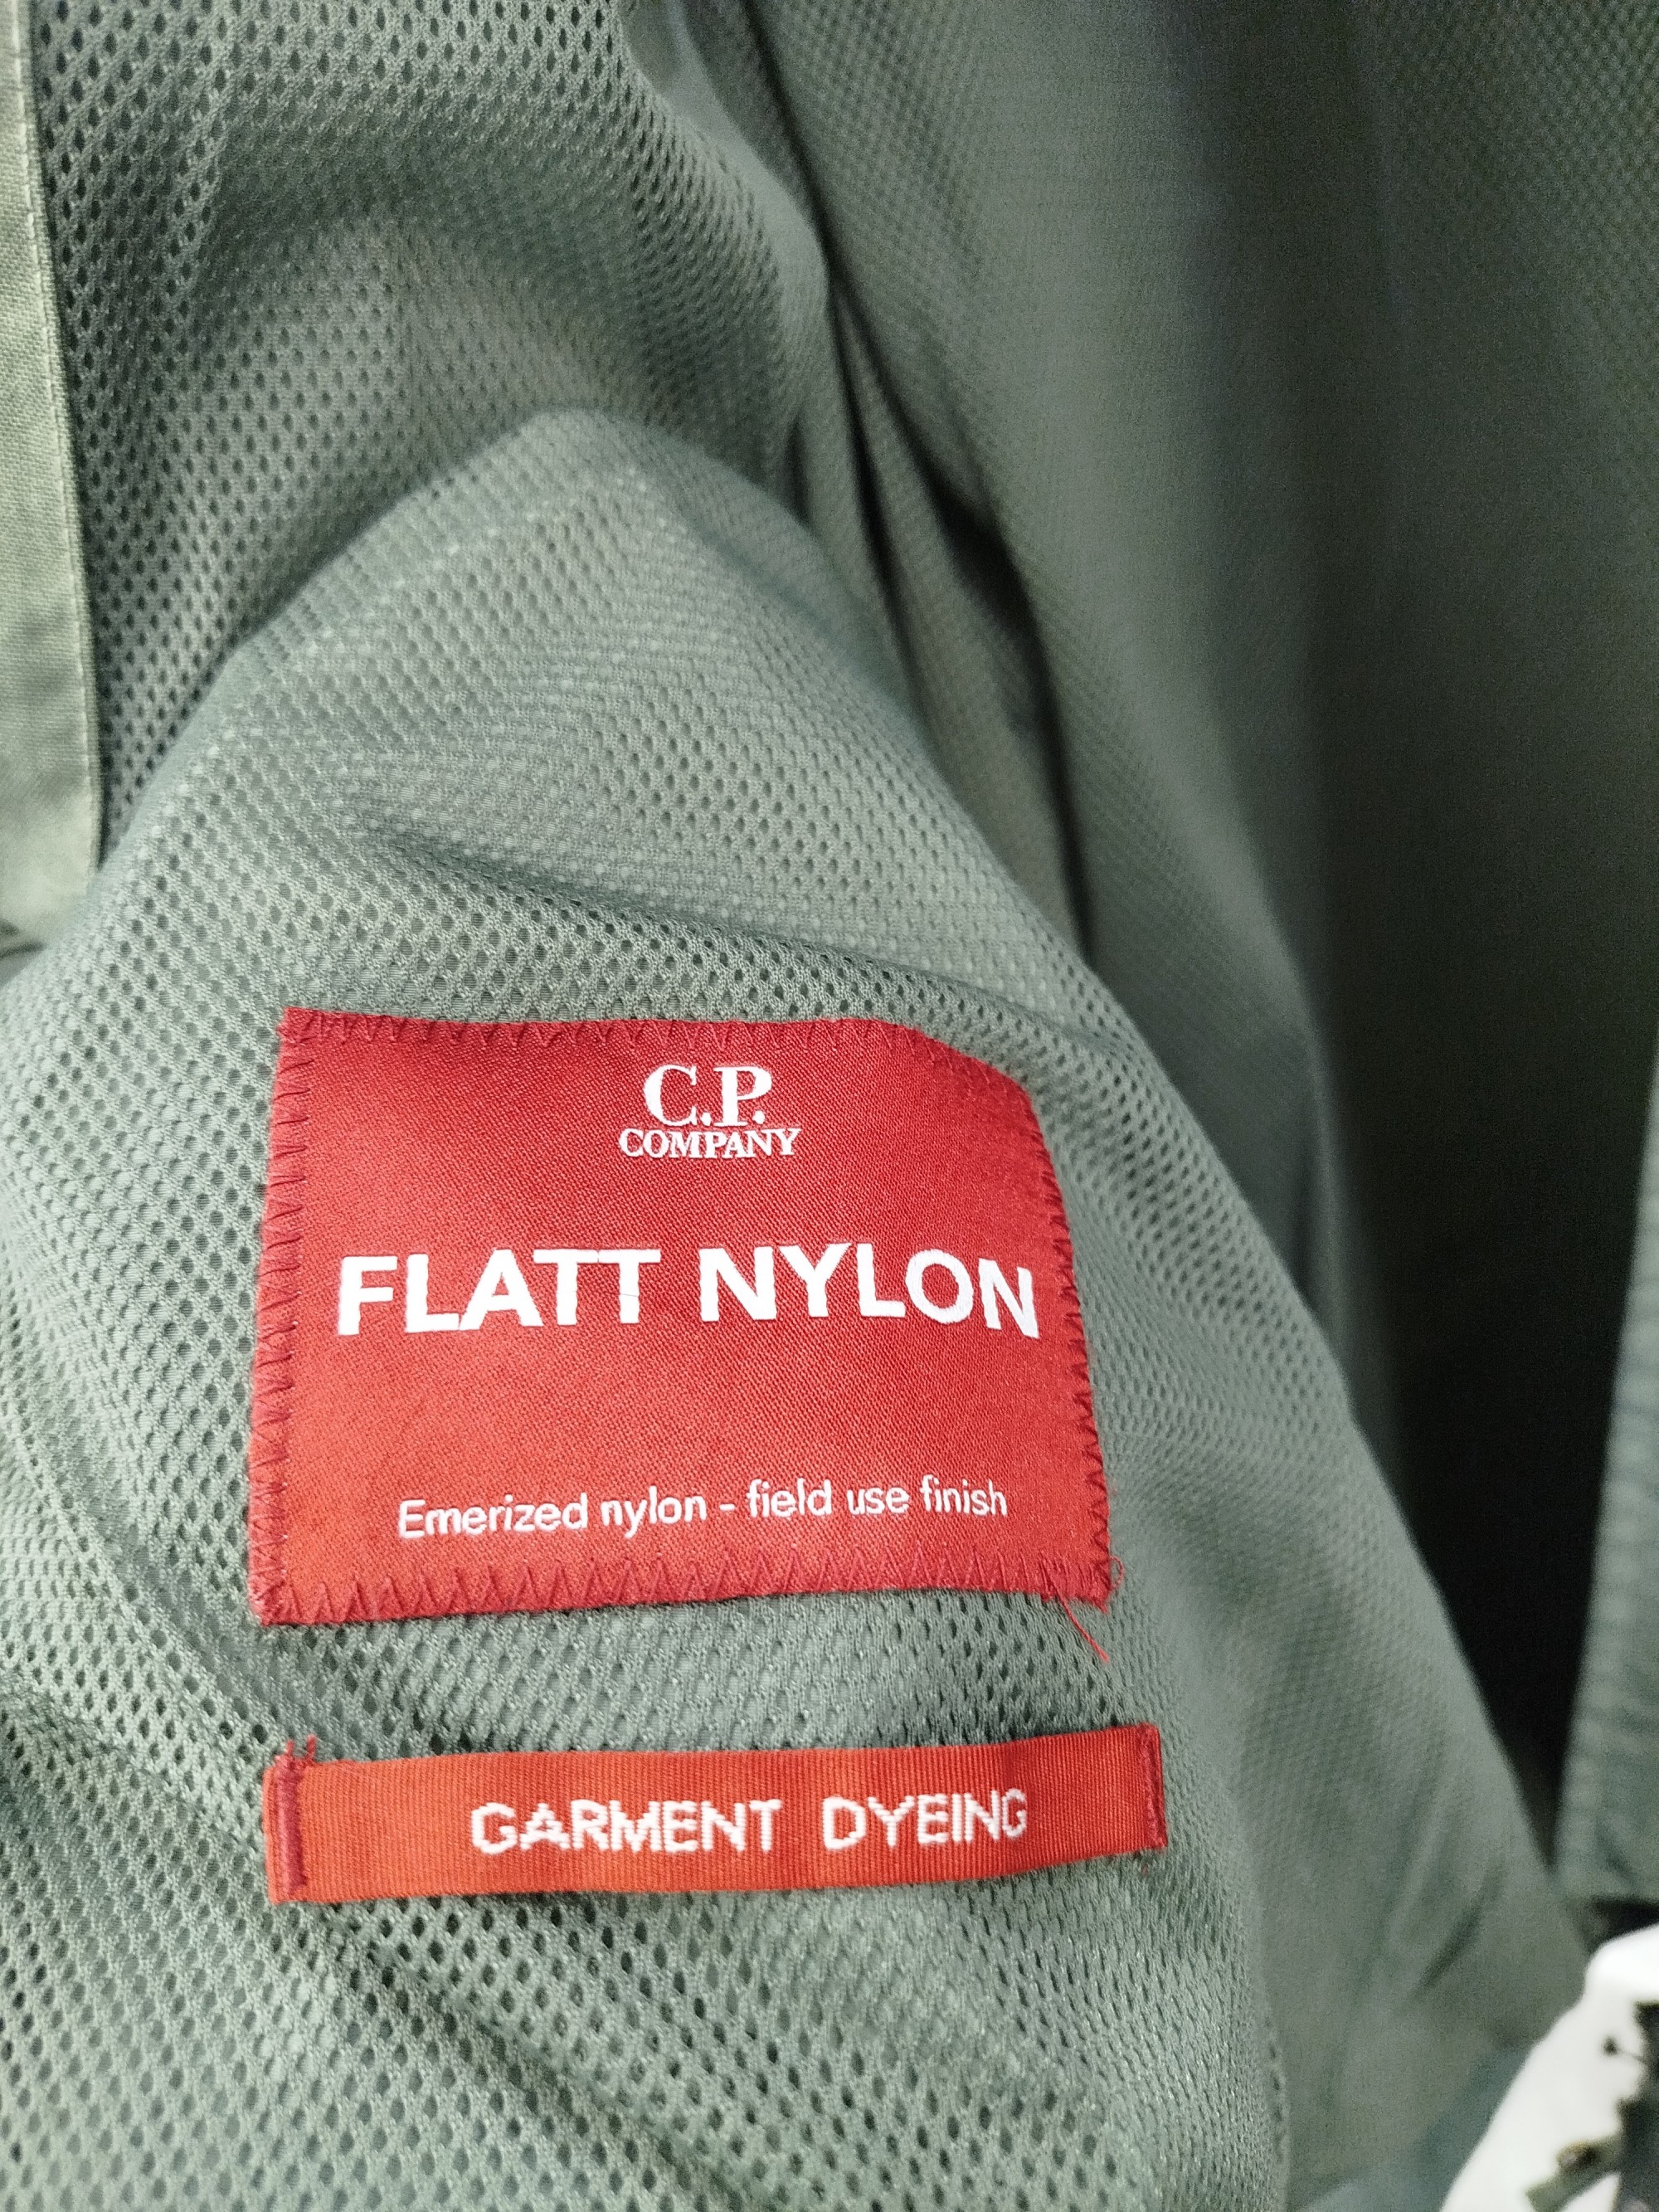 C.P.
COMPANY
FLATT NYLON
Emerized nylon - field use finish
GARMENT DYEING